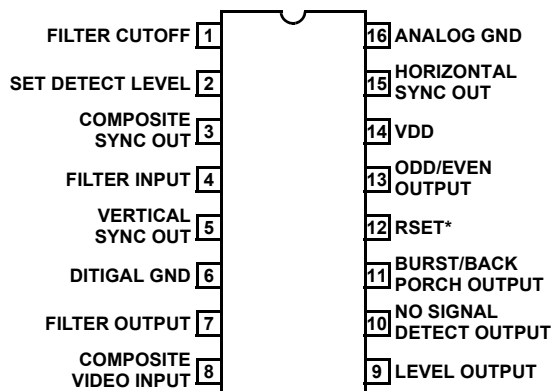 FILTER CUTOFF 1
SET DETECT LEVEL 2
COMPOSITE
SYNC OUT 3
FILTER INPUT 4
VERTICAL
SYNC OUT 5
DITIGAL GND 6
FILTER OUTPUT 7
COMPOSITE
VIDEO INPUT 8
16 ANALOG GND
15 HORIZONTAL
SYNC OUT
14 VDD
13 ODD/EVEN
OUTPUT
12 RSET*
11 BURST/BACK
PORCH OUTPUT
10 NO SIGNAL
DETECT OUTPUT
9 LEVEL OUTPUT